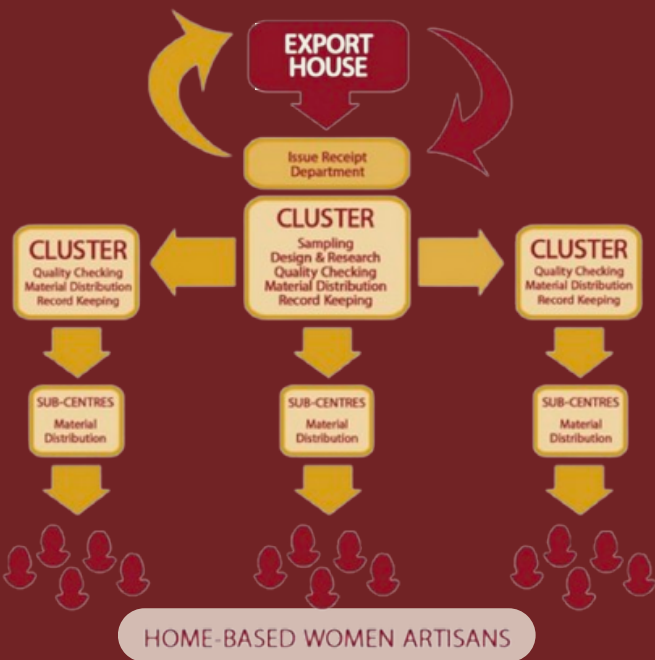 EXPORT
HOUSE
Issue Receipt
Department
CLUSTER
Sampling
Design & Research
Quality Checking
Material Distribution
Record Keeping
CLUSTER
Quality Checking
Material Distribution
Record Keeping
CLUSTER
Quality Checking
Material Distribution
Record Keeping
SUB-CENTRES
Material
Distribution
SUB-CENTRES
Material
Distribution
SUB-CENTRES
Material
Distribution
HOME-BASED WOMEN ARTISANS